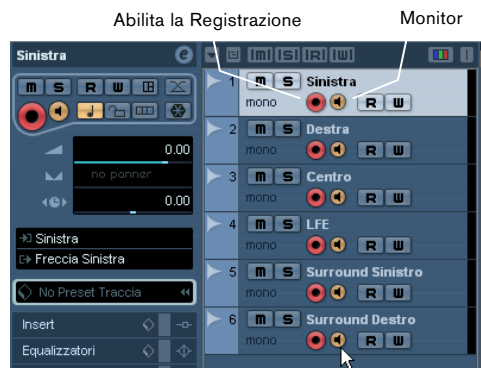 Abilita la Registrazione Monitor
Sinistra e
m S R W
0.00
no panner
0.00
Sinistra
Freccia Sinistra
No Preset Traccia
Insert
Equalizzatori
m S R W
1 m S Sinistra
mono R W
2 m S Destra
mono R W
3 m S Centro
mono R W
4 m S LFE
mono R W
5 m S Surround Sinistro
mono R W
6 m S Surround Destro
mono R W